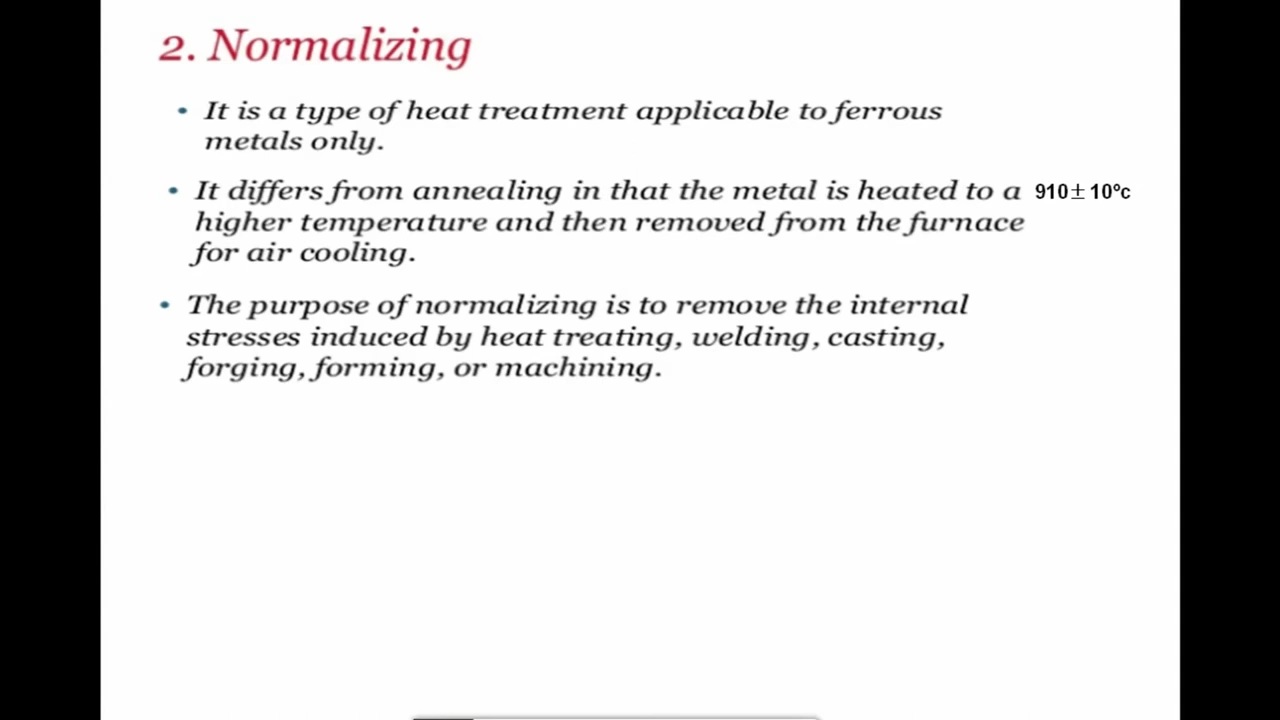 2. Normalizing
• It is a type of heat treatment applicable to ferrous
metals only.
• It differs from annealing in that the metal is heated to a 910± 10ºc
higher temperature and then removed from the furnace
for air cooling.
• The purpose of normalizing is to remove the internal
stresses induced by heat treating, welding, casting,
forging, forming, or machining.